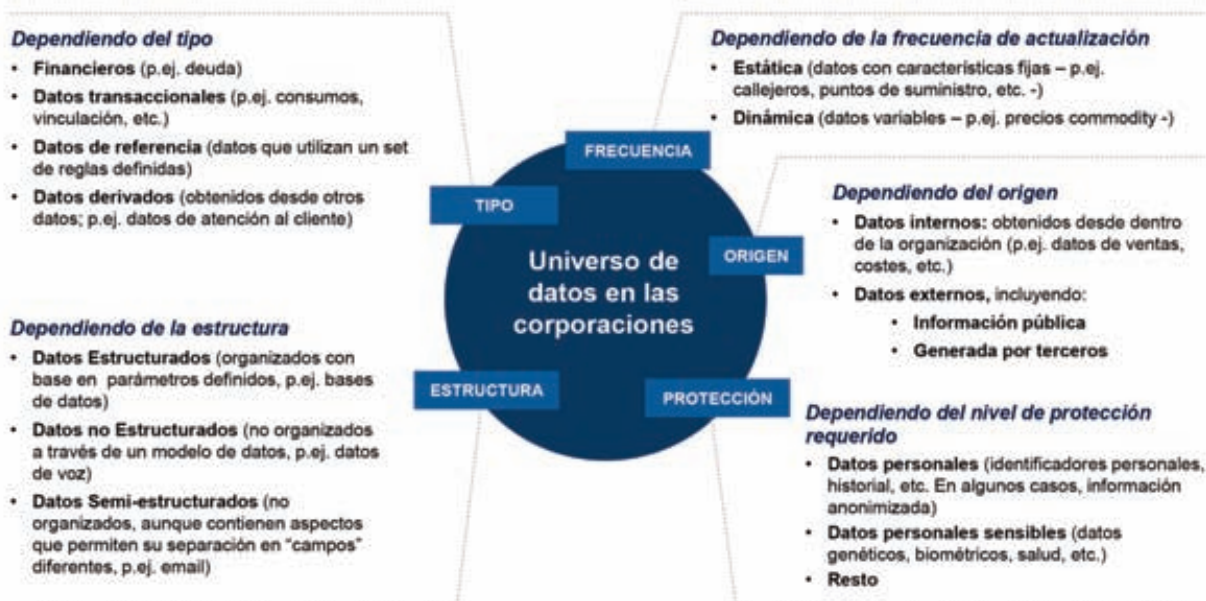 Dependiendo del tipo
• Financieros (p.ej. deuda)
• Datos transaccionales (p.ej. consumos,
vinculación, etc.)
• Datos de referencia (datos que utilizan un set
de reglas definidas)
• Datos derivados (obtenidos desde otros
datos; p.ej. datos de atención al cliente)
Dependiendo de la estructura
• Datos Estructurados (organizados con
base en parámetros definidos, p.ej. bases
de datos)
• Datos no Estructurados (no organizados
a través de un modelo de datos, p.ej. datos
de voz)
• Datos Semi-estructurados (no
organizados, aunque contienen aspectos
que permiten su separación en "campos"
diferentes, p.ej. email)
FRECUENCIA
TIPO
ORIGEN
Universo de
datos en las
corporaciones
ESTRUCTURA
PROTECCIÓN
Dependiendo de la frecuencia de actualización
• Estática (datos con características fijas – p.ej.
callejeros, puntos de suministro, etc. -)
• Dinámica (datos variables – p.ej. precios commodity -)
Dependiendo del origen
• Datos internos: obtenidos desde dentro
de la organización (p.ej. datos de ventas,
costes, etc.)
• Datos externos, incluyendo:
• Información pública
• Generada por terceros
Dependiendo del nivel de protección
requerido
• Datos personales (identificadores personales,
historial, etc. En algunos casos, información
anonimizada)
• Datos personales sensibles (datos
genéticos, biométricos, salud, etc.)
• Resto